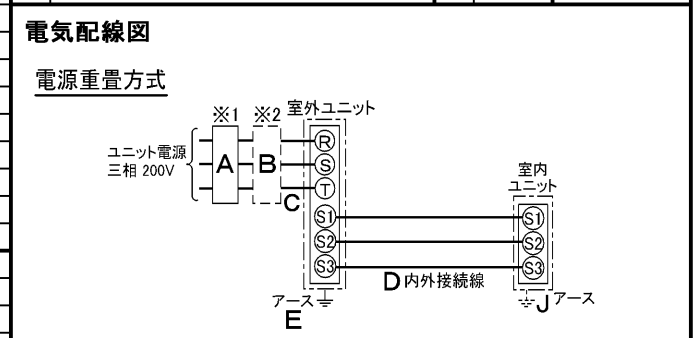 電気配線図
電源重畳方式
※1 ※2 室外ユニット
ユニット電源
三相 200V
A B
R
S
T
C
S1
S2
S3
室内
ユニット
S1
S2
S3
D 内外接続線
アース
E
J アース